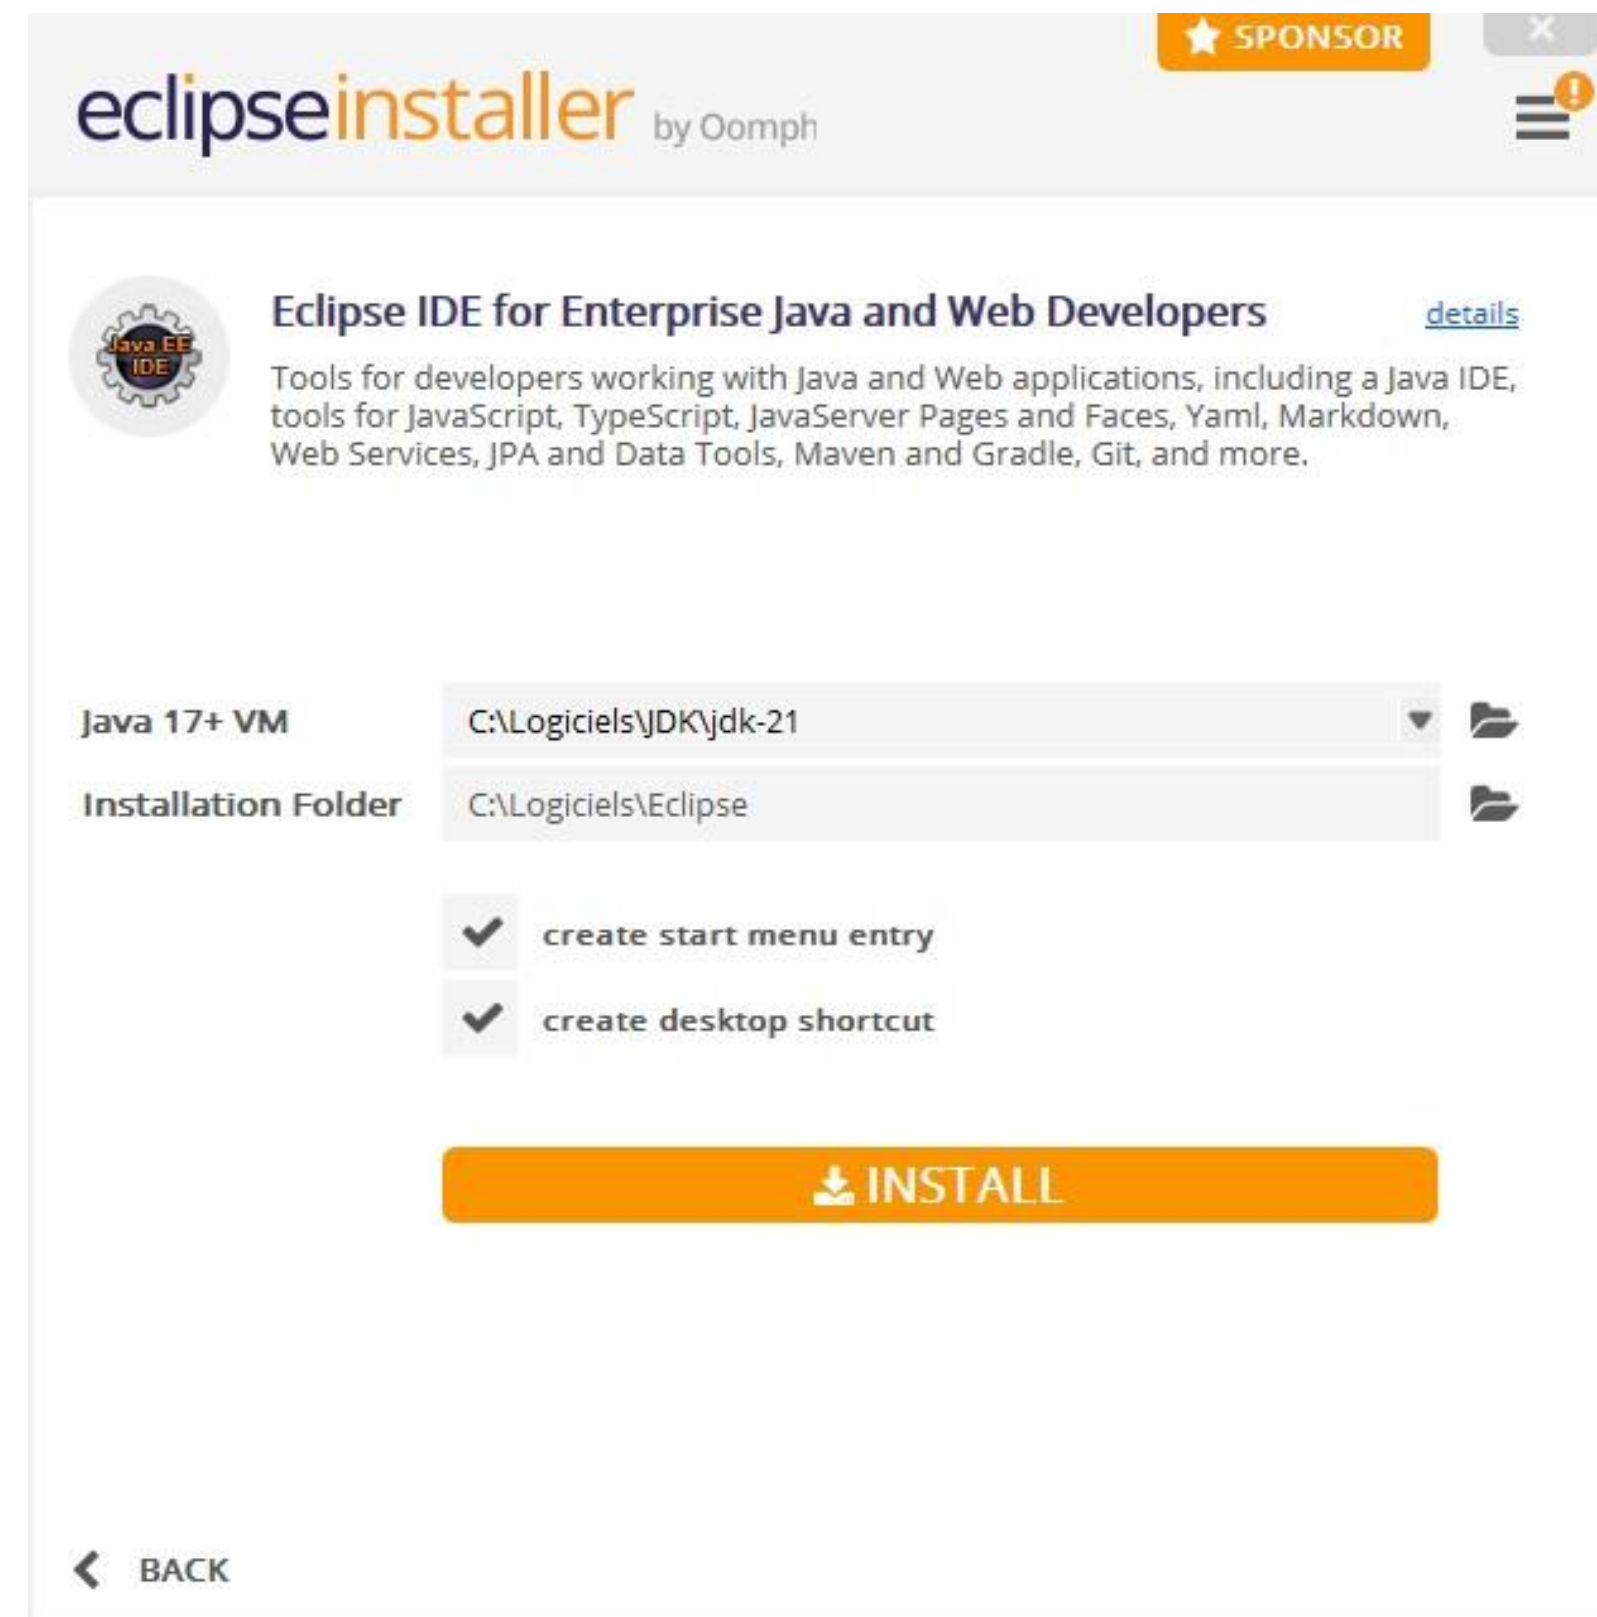 SPONSOR
eclipseinstaller by Oomph
Java EE
IDE
Eclipse IDE for Enterprise Java and Web Developers
details
Tools for developers working with Java and Web applications, including a Java IDE,
tools for JavaScript, TypeScript, JavaServer Pages and Faces, Yaml, Markdown,
Web Services, JPA and Data Tools, Maven and Gradle, Git, and more.
Java 17+ VM
C:\Logiciels\JDK\jdk-21
Installation Folder
C:\Logiciels\Eclipse
create start menu entry
create desktop shortcut
INSTALL
BACK